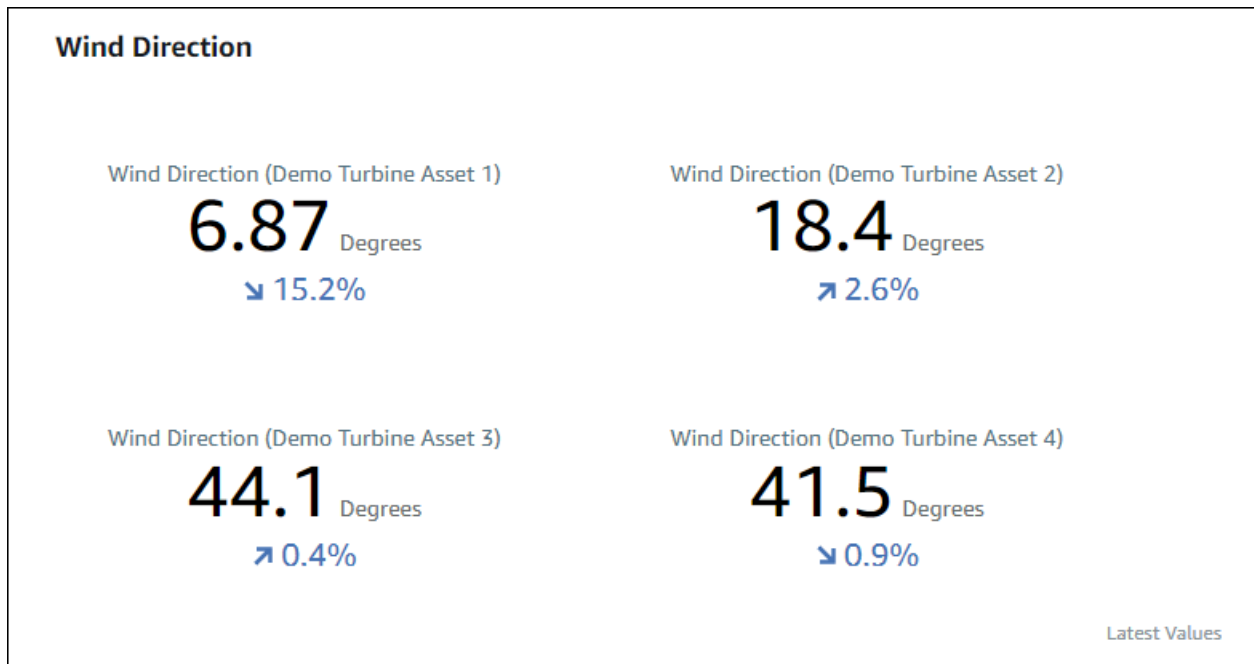 Wind Direction
Wind Direction (Demo Turbine Asset 1)
6.87 Degrees
15.2%
Wind Direction (Demo Turbine Asset 2)
18.4 Degrees
2.6%
Wind Direction (Demo Turbine Asset 3)
44.1 Degrees
0.4%
Wind Direction (Demo Turbine Asset 4)
41.5 Degrees
0.9%
Latest Values